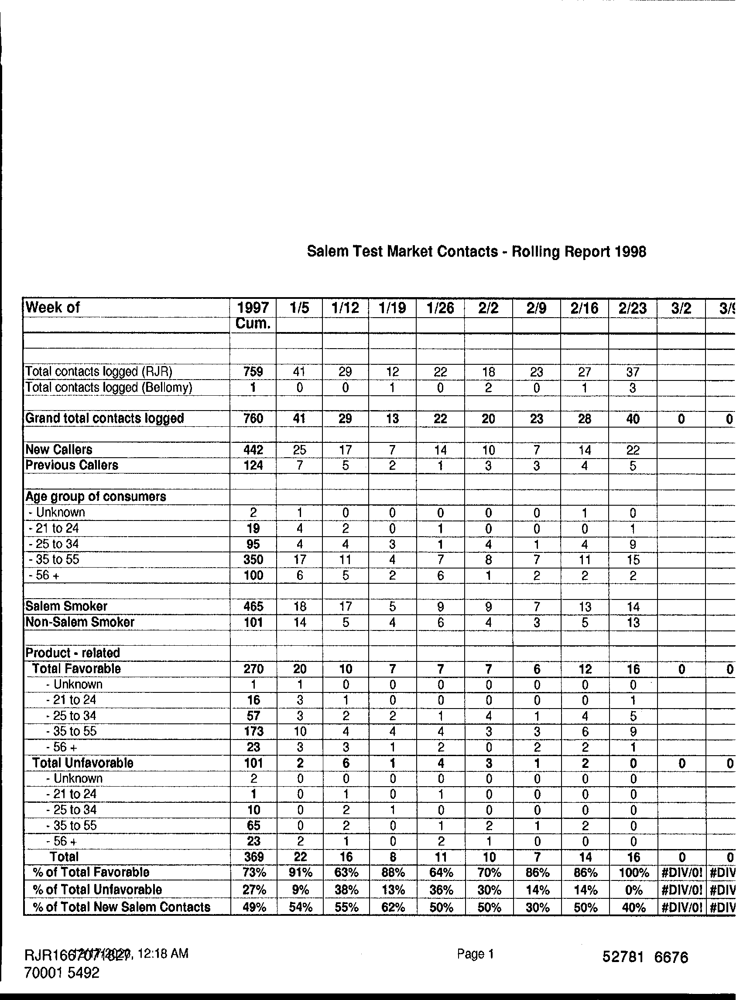 Salem Test Market Contacts - Rolling Report 1998
Week of 1997 1/5 1/12 1/19 1/26 2/2 2/9 2/16 2/23 3/2 3/9
Cum.
Total contacts logged (RJR) 759 41 29 12 22 18 23 27 37
Total contacts logged (Bellomy) 1 0 0 1 0 2 0 1 3
Grand total contacts logged 760 41 29 13 22 20 23 28 40 0 0
New Callers 442 25 17 7 14 10 7 14 22
Previous Callers 124 7 5 2 1 3 3 4 5
Age group of consumers
- Unknown 2 1 0 0 0 0 0 1 0
- 21 to 24 19 4 2 0 1 0 0 0 1
- 25 to 34 95 4 4 3 1 4 1 4 9
- 35 to 55 350 17 11 4 7 8 7 11 15
- 56 + 100 6 5 2 6 1 2 2 2
Salem Smoker 465 18 17 5 9 9 7 13 14
Non-Salem Smoker 101 14 5 4 6 4 3 5 13
Product - related
Total Favorable 270 20 10 7 7 7 6 12 16 0 0
- Unknown 1 1 0 0 0 0 0 0 0
- 21 to 24 16 3 1 0 0 0 0 0 1
- 25 to 34 57 3 2 2 1 4 1 4 5
- 35 to 55 173 10 4 4 4 3 3 6 9
- 56 + 23 3 3 1 2 0 2 2 1
Total Unfavorable 101 2 6 1 4 3 1 2 0 0 0
- Unknown 2 0 0 0 0 0 0 0 0
- 21 to 24 1 0 1 0 1 0 0 0 0
- 25 to 34 10 0 2 1 0 0 0 0 0
- 35 to 55 65 0 2 0 1 2 1 2 0
- 56 + 23 2 1 0 2 1 0 0 0
Total 369 22 16 8 11 10 7 14 16 0 0
% of Total Favorable 73% 91% 63% 88% 64% 70% 86% 86% 100% #DIV/0! #DIV
% of Total Unfavorable 27% 9% 38% 13% 36% 30% 14% 14% 0% #DIV/0! #DIV
% of Total New Salem Contacts 49% 54% 55% 62% 50% 50% 30% 50% 40% #DIV/0! #DIV
12:18 AM Page 1 52781 6676
70001 5492